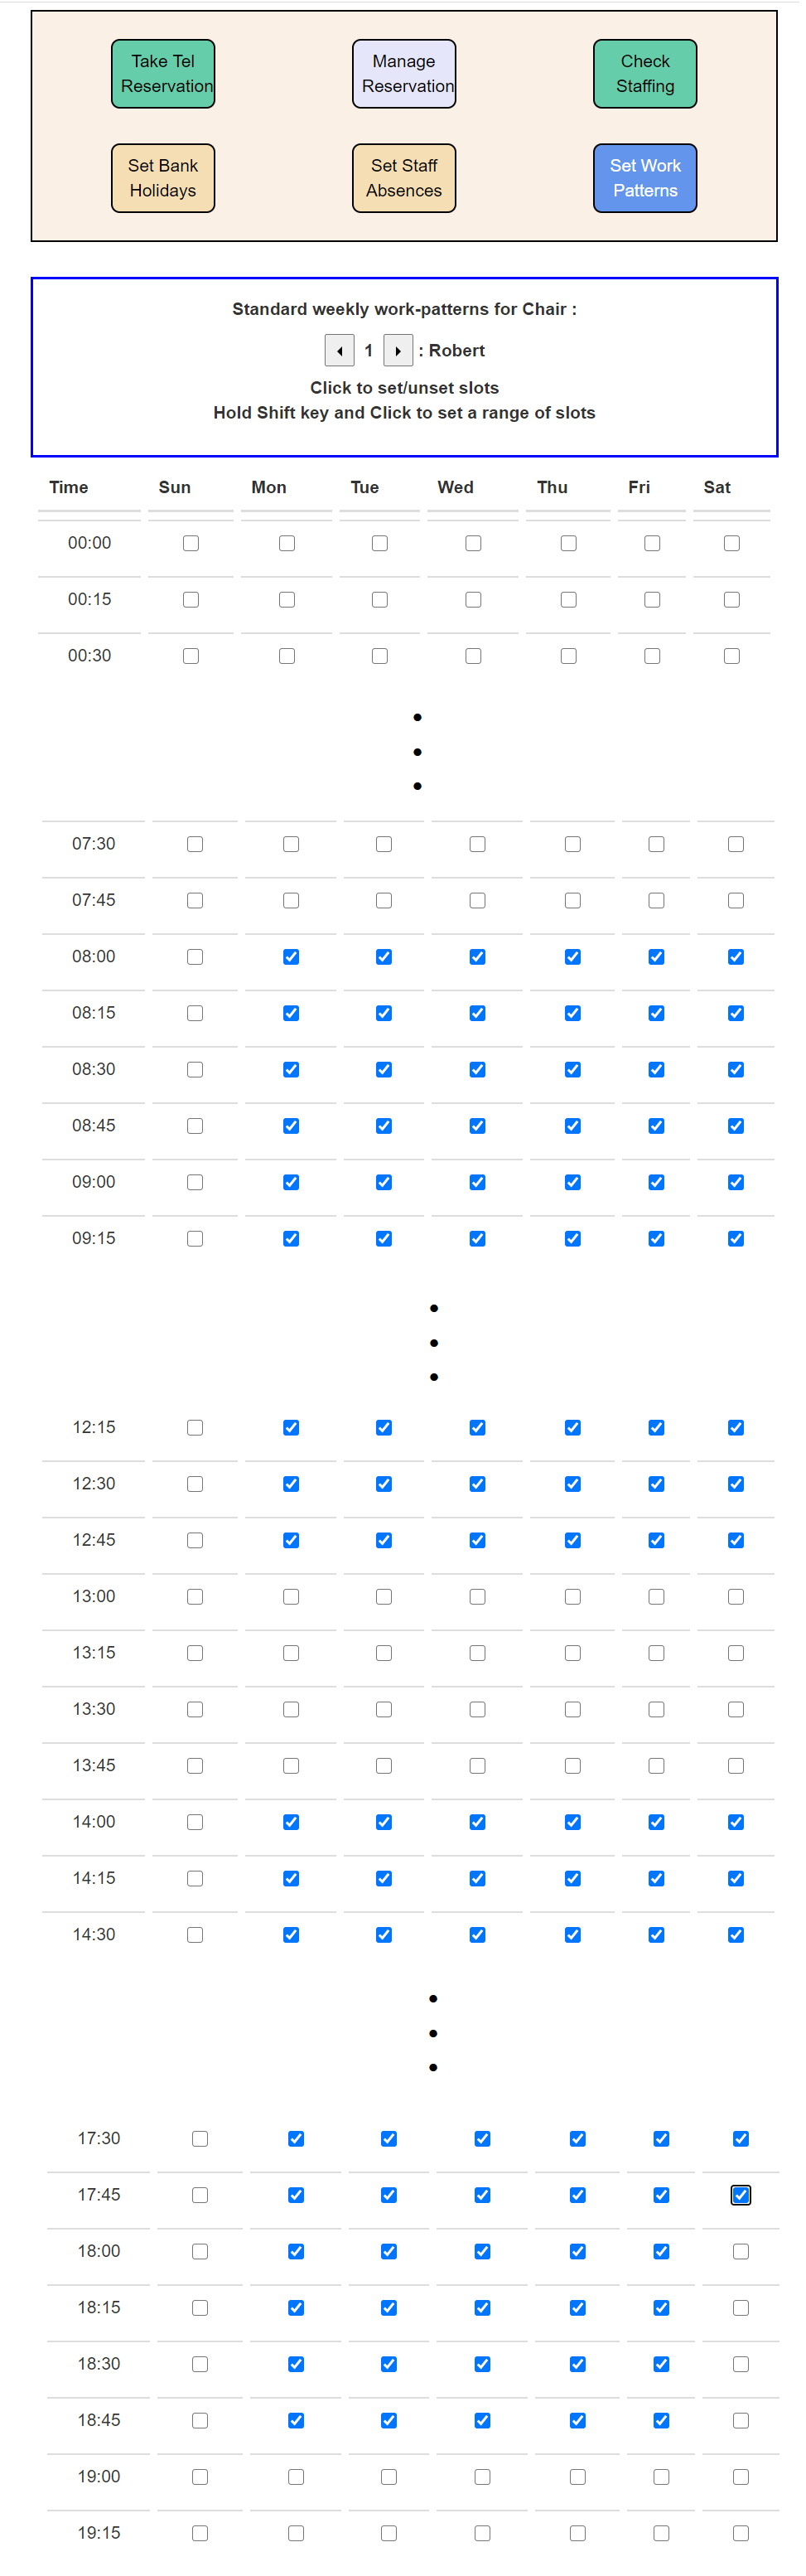 Take Tel
Reservation
Manage
Reservation
Check
Staffing
Set Bank
Holidays
Set Staff
Absences
Set Work
Patterns
Standard weekly work-patterns for Chair :
1 : Robert
Click to set/unset slots
Hold Shift key and Click to set a range of slots
Time Sun Mon Tue Wed Thu Fri Sat
00:00
00:15
00:30
07:30
07:45
08:00
08:15
08:30
08:45
09:00
09:15
12:15
12:30
12:45
13:00
13:15
13:30
13:45
14:00
14:15
14:30
17:30
17:45
18:00
18:15
18:30
18:45
19:00
19:15